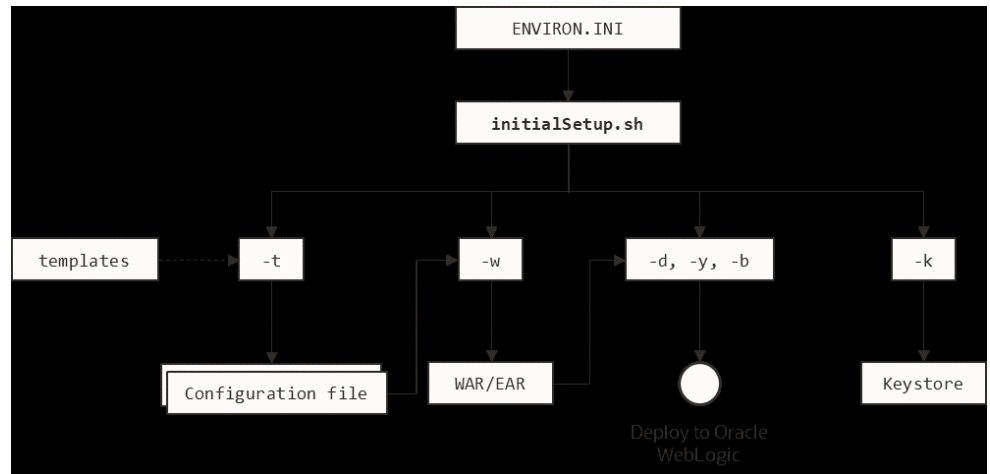 ENVIRON.INI
initialSetup.sh
templates
-t
-w
-d, -y, -b
-k
Configuration file
WAR/EAR
Keystore
Deploy to Oracle
WebLogic